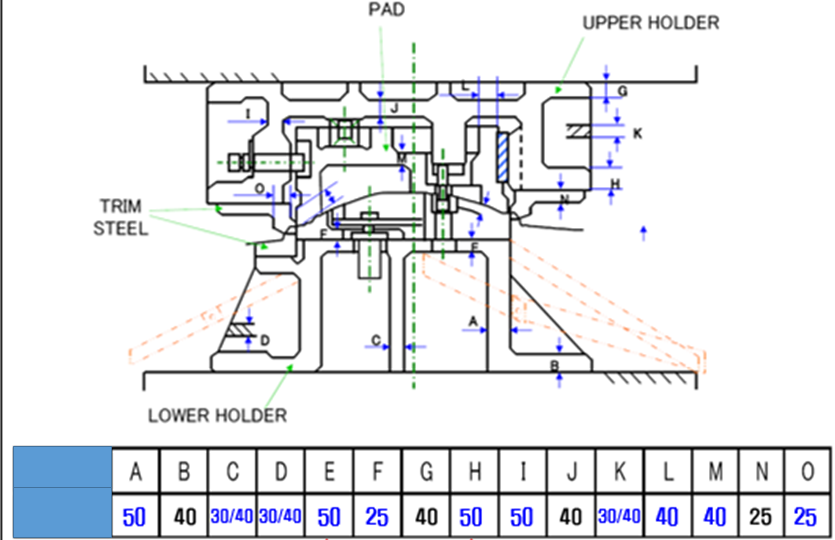 PAD
UPPER HOLDER
L
G
J
I
K
M
H
O
N
TRIM
STEEL
F
E
A
C
D
B
LOWER HOLDER
A B C D E F G H I J K L M N O
50 40 30/40 30/40 50 25 40 50 50 40 30/40 40 40 25 25